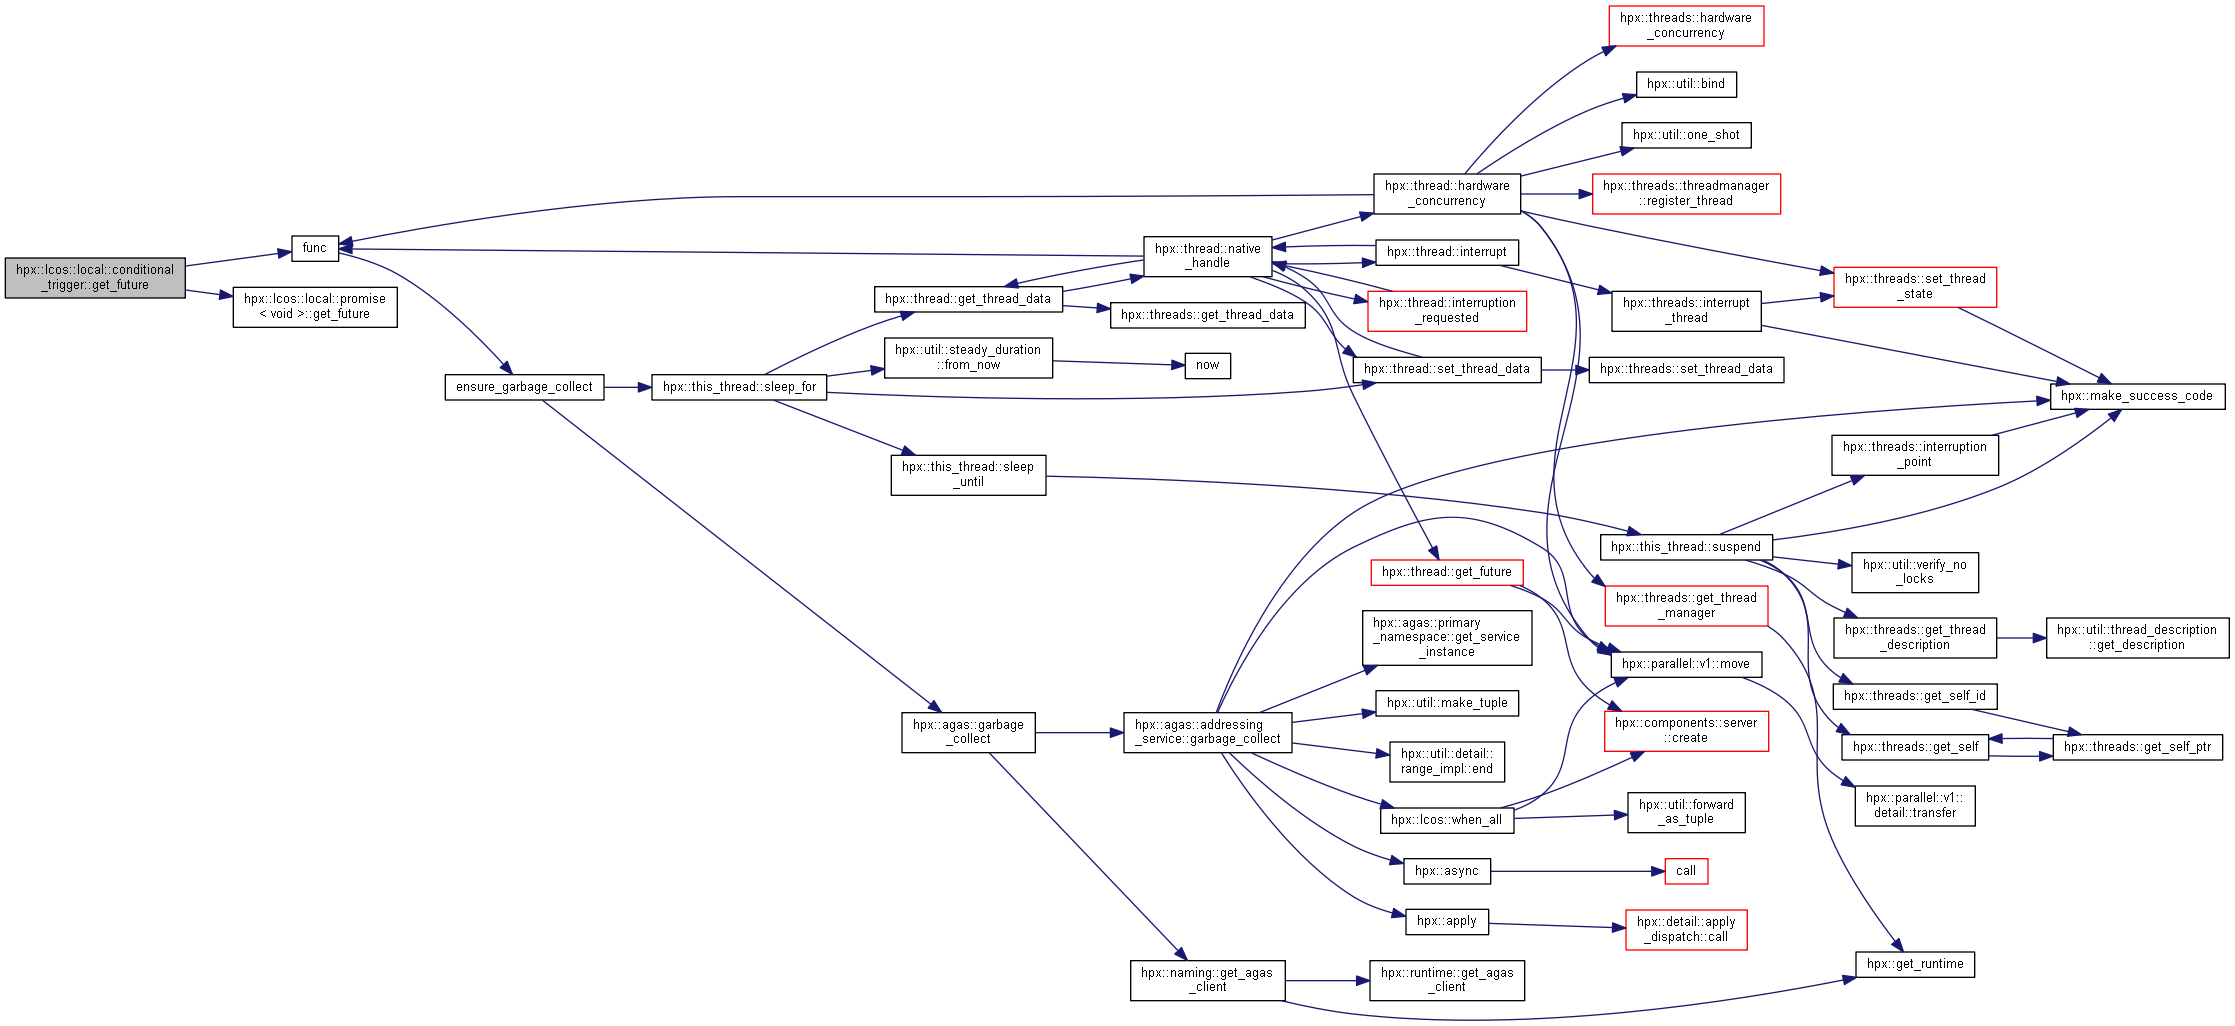 hpx::lcos::local::conditional
_trigger::get_future
func
hpx::lcos::local::promise
< void >::get_future
ensure_garbage_collect
hpx::this_thread::sleep_for
hpx::agas::garbage
_collect
hpx::thread::get_thread_data
hpx::util::steady_duration
::from_now
hpx::this_thread::sleep
_until
hpx::thread::native
_handle
hpx::threads::get_thread_data
now
hpx::agas::addressing
_service::garbage_collect
hpx::naming::get_agas
_client
hpx::thread::hardware
_concurrency
hpx::thread::interrupt
hpx::thread::interruption
_requested
hpx::thread::set_thread_data
hpx::thread::get_future
hpx::agas::primary
_namespace::get_service
_instance
hpx::util::make_tuple
hpx::util::detail::
range_impl::end
hpx::lcos::when_all
hpx::async
hpx::apply
hpx::runtime::get_agas
_client
hpx::threads::hardware
_concurrency
hpx::util::bind
hpx::util::one_shot
hpx::threads::threadmanager
::register_thread
hpx::threads::interrupt
_thread
hpx::threads::set_thread_data
hpx::this_thread::suspend
hpx::threads::get_thread
_manager
hpx::parallel::v1::move
hpx::components::server
::create
hpx::util::forward
_as_tuple
call
hpx::detail::apply
_dispatch::call
hpx::threads::set_thread
_state
hpx::threads::interruption
_point
hpx::util::verify_no
_locks
hpx::threads::get_thread
_description
hpx::threads::get_self_id
hpx::threads::get_self
hpx::parallel::v1::
detail::transfer
hpx::get_runtime
hpx::make_success_code
hpx::util::thread_description
::get_description
hpx::threads::get_self_ptr